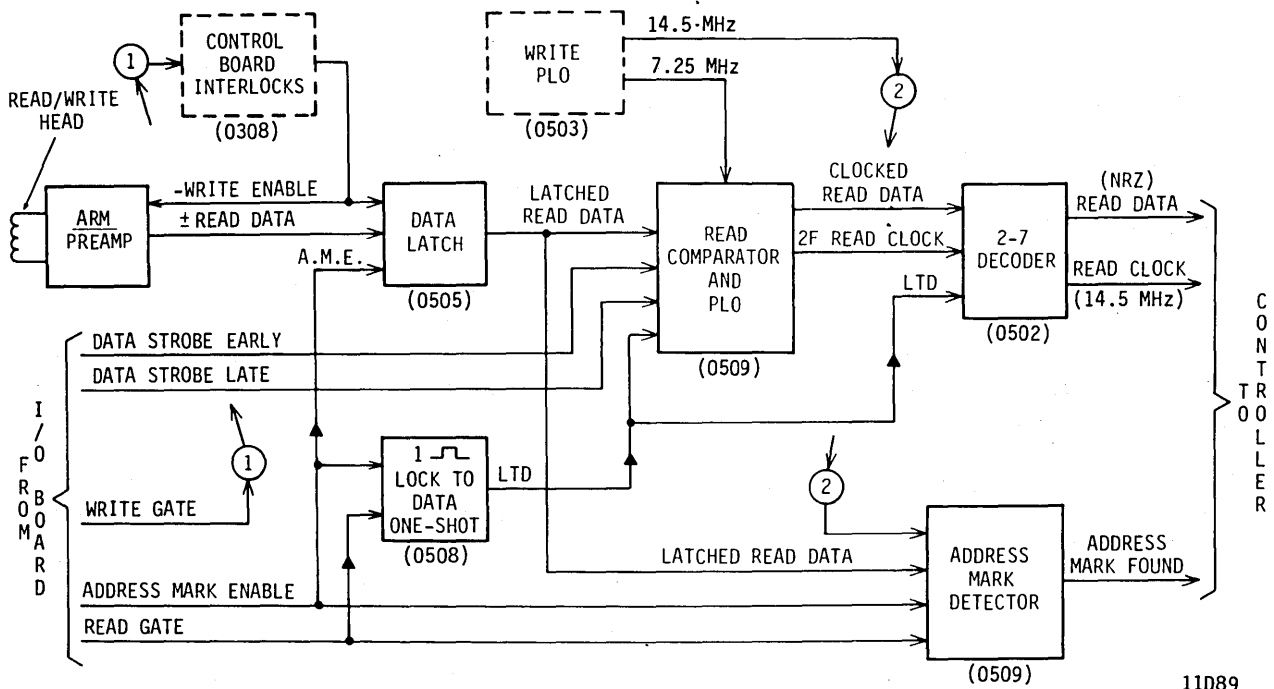 CONTROL
BOARD
INTERLOCKS
(0308)
1
READ/WRITE
HEAD
WRITE
PLO
(0503)
14.5·MHz
7.25 MHz
2
ARM
PREAMP
-WRITE ENABLE
± READ DATA
A.M.E.
DATA
LATCH
(0505)
LATCHED
READ DATA
READ
COMPARATOR
AND
PLO
(0509)
CLOCKED
READ DATA
2F READ CLOCK
LTD
2-7
DECODER
(0502)
(NRZ)
READ DATA
READ CLOCK
(14.5 MHz)
DATA STROBE EARLY
DATA STROBE LATE
FROM
I/O BOARD
1
WRITE GATE
1
LOCK TO
DATA
ONE-SHOT
(0508)
LTD
2
LATCHED READ DATA
ADDRESS MARK ENABLE
READ GATE
ADDRESS
MARK
DETECTOR
(0509)
ADDRESS
MARK FOUND
TO
CONTROLLER
11D89